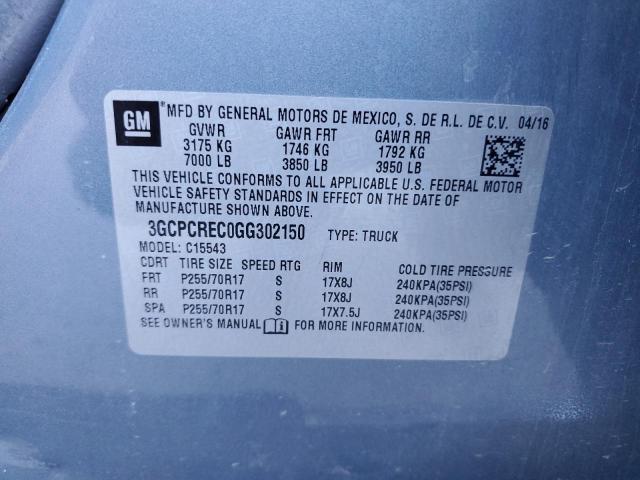 GM ® MFD BY GENERAL MOTORS DE MEXICO, S. DE R.L. DE C.V. 04/16
GVWR GAWR FRT GAWR RR
3175 KG 1746 KG 1792 KG
7000 LB 3850 LB 3950 LB
THIS VEHICLE CONFORMS TO ALL APPLICABLE U.S. FEDERAL MOTOR
VEHICLE SAFETY STANDARDS IN EFFECT ON THE DATE OF
MANUFACTURE SHOWN ABOVE.
3GCPCREC0GG302150 TYPE: TRUCK
MODEL: C15543
CDRT TIRE SIZE SPEED RTG RIM COLD TIRE PRESSURE
FRT P255/70R17 S 17X8J 240KPA(35PSI)
RR P255/70R17 S 17X8J 240KPA(35PSI)
SPA P255/70R17 S 17X7.5J 240KPA(35PSI)
SEE OWNER'S MANUAL FOR MORE INFORMATION.